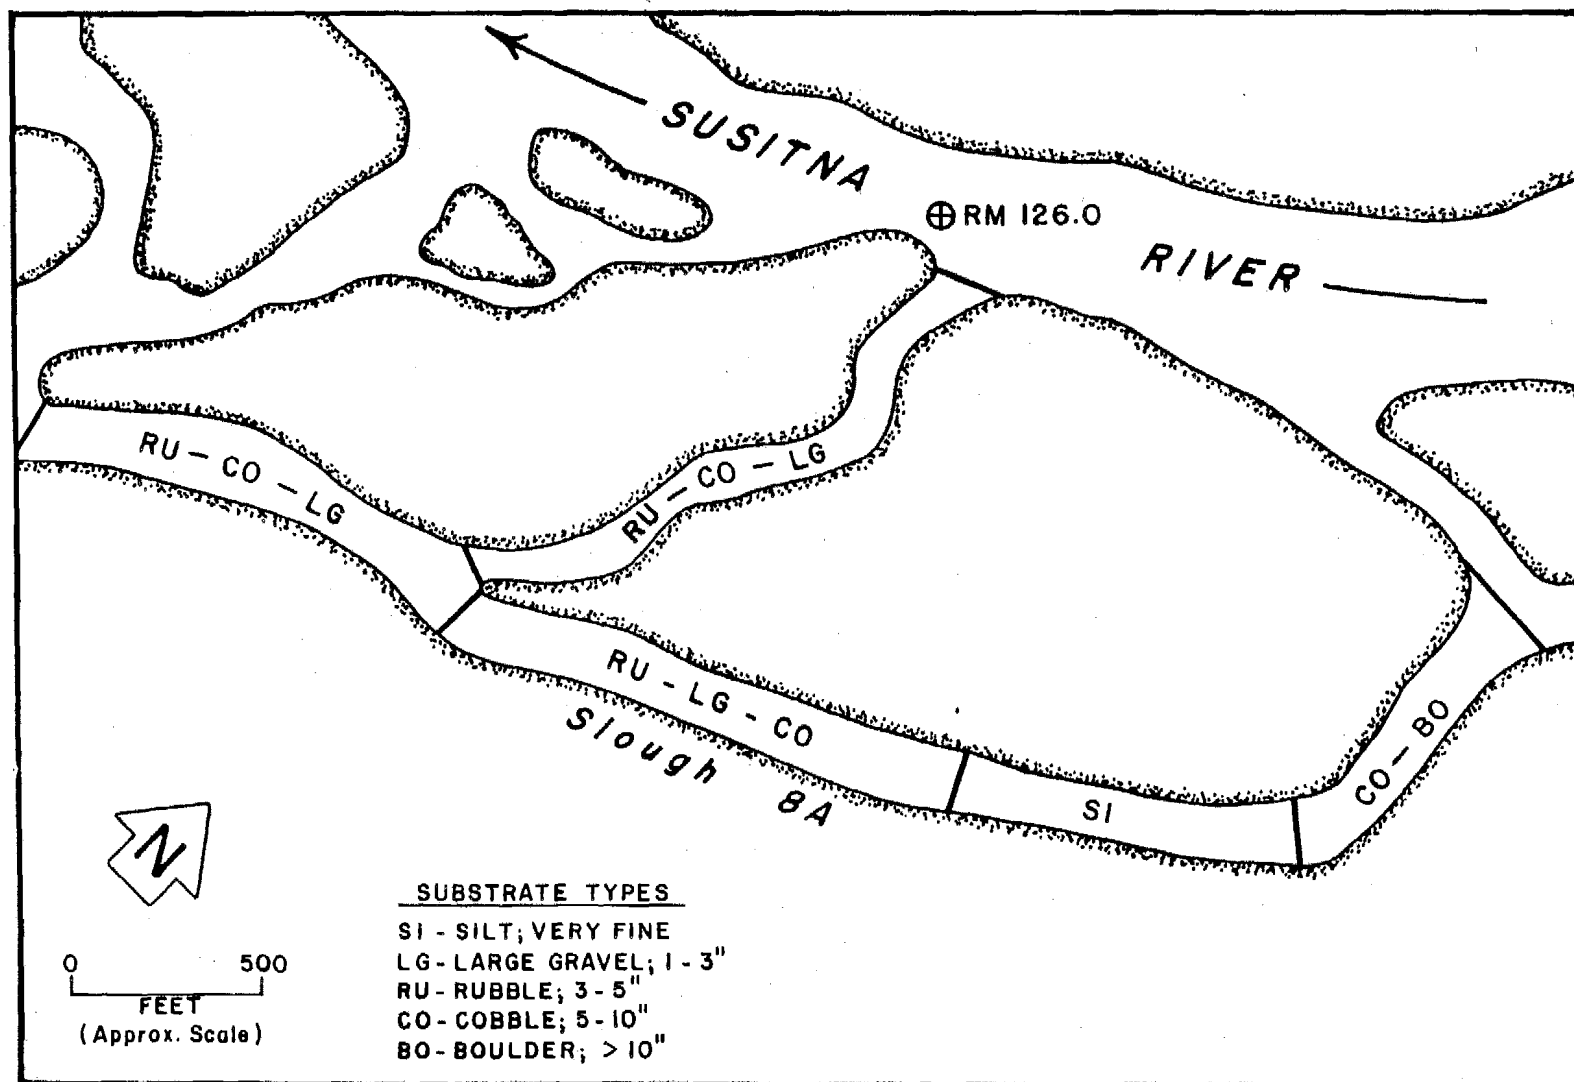 SUSITNA
⊕ RM 126.0
RIVER
RU - CO - LG
RU - CO - LG
RU - LG - CO
CO - BO
SI
Slough 8A
N
0 500
FEET
(Approx. Scale)
SUBSTRATE TYPES
SI - SILT; VERY FINE
LG - LARGE GRAVEL; 1 - 3"
RU - RUBBLE; 3 - 5"
CO - COBBLE; 5 - 10"
BO - BOULDER; > 10"